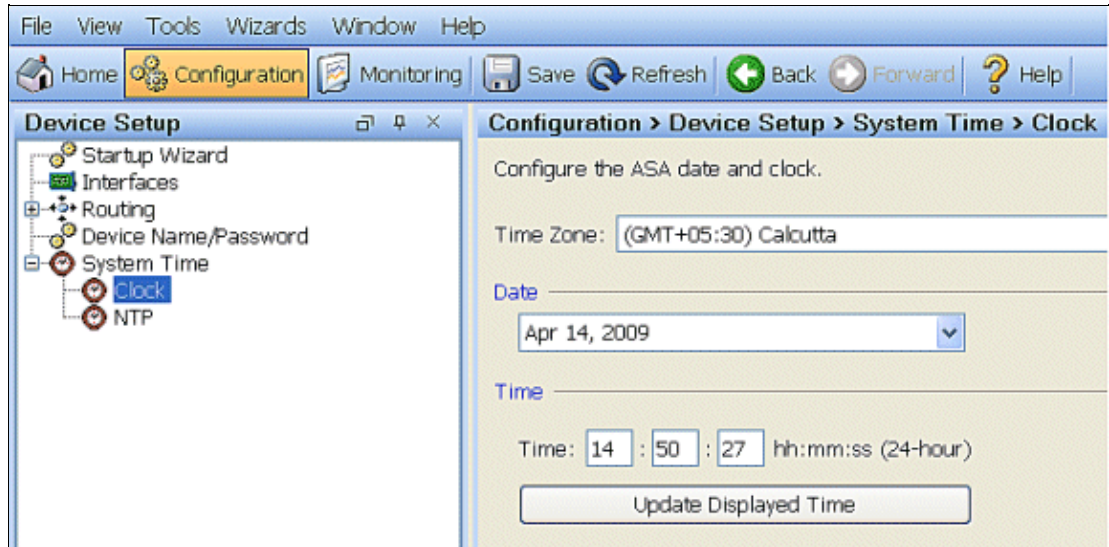 File View Tools Wizards Window Help
Home Configuration Monitoring Save Refresh Back Forward Help
Device Setup
Startup Wizard
Interfaces
Routing
Device Name/Password
System Time
Clock
NTP
Configuration > Device Setup > System Time > Clock
Configure the ASA date and clock.
Time Zone: (GMT+05:30) Calcutta
Date
Apr 14, 2009
Time
Time: 14 : 50 : 27 hh:mm:ss (24-hour)
Update Displayed Time